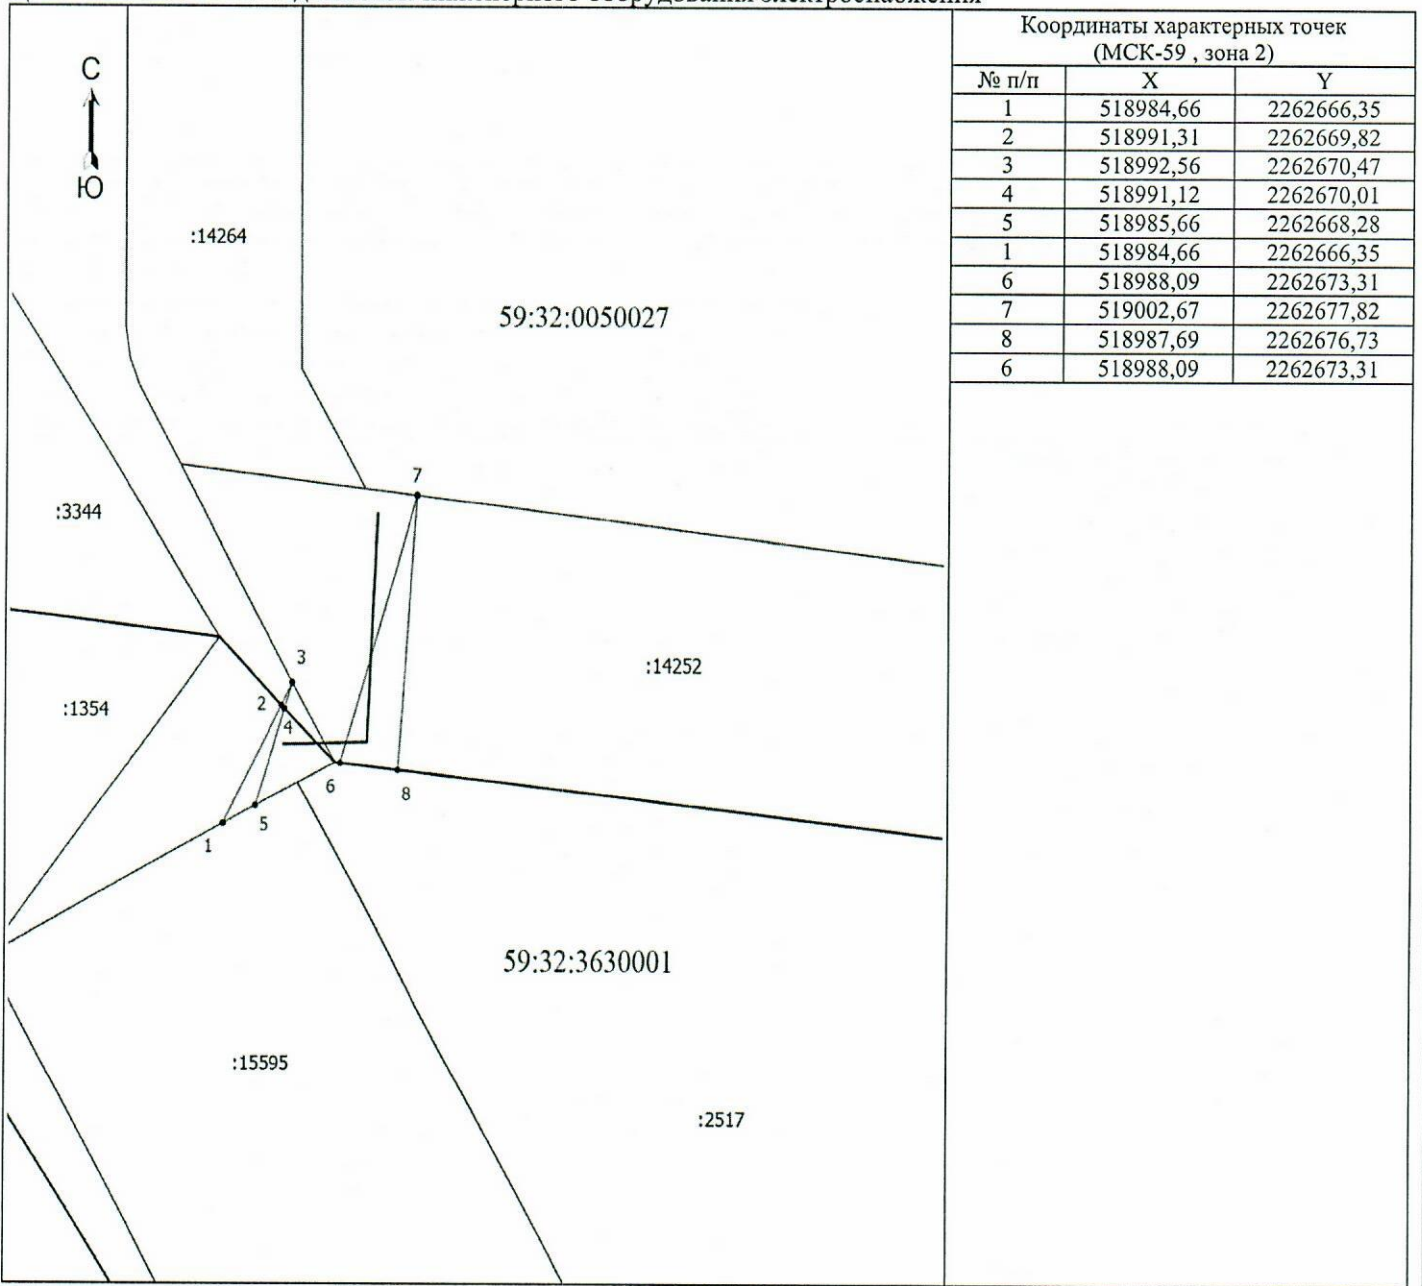 инженерного оборудования электроснабжения
С
Ю
:14264
59:32:0050027
:3344
7
:14252
3
:1354
2
4
6
8
5
1
59:32:3630001
:15595
:2517
Координаты характерных точек
(МСК-59 , зона 2)
№ п/п X Y
1 518984,66 2262666,35
2 518991,31 2262669,82
3 518992,56 2262670,47
4 518991,12 2262670,01
5 518985,66 2262668,28
1 518984,66 2262666,35
6 518988,09 2262673,31
7 519002,67 2262677,82
8 518987,69 2262676,73
6 518988,09 2262673,31